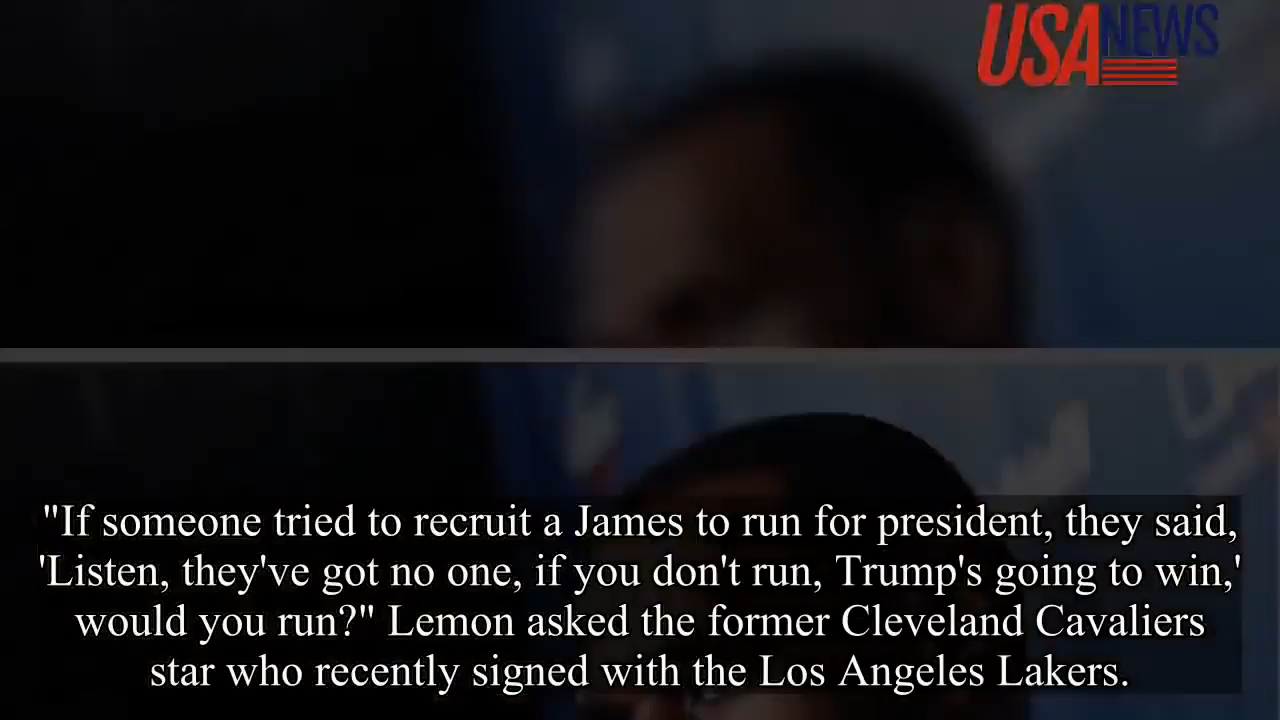 USA NEWS
"If someone tried to recruit a James to run for president, they said,
'Listen, they've got no one, if you don't run, Trump's going to win,'
would you run?" Lemon asked the former Cleveland Cavaliers
star who recently signed with the Los Angeles Lakers.